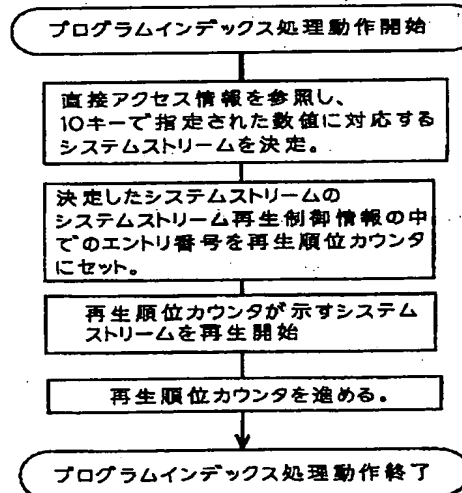 プログラムインデックス処理動作開始
直接アクセス情報を参照し、
10キーで指定された数値に対応する
システムストリームを決定。
決定したシステムストリームの
システムストリーム再生制御情報の中
でのエントリ番号を再生順位カウンタ
にセット。
再生順位カウンタが示すシステム
ストリームを再生開始
再生順位カウンタを進める。
プログラムインデックス処理動作終了